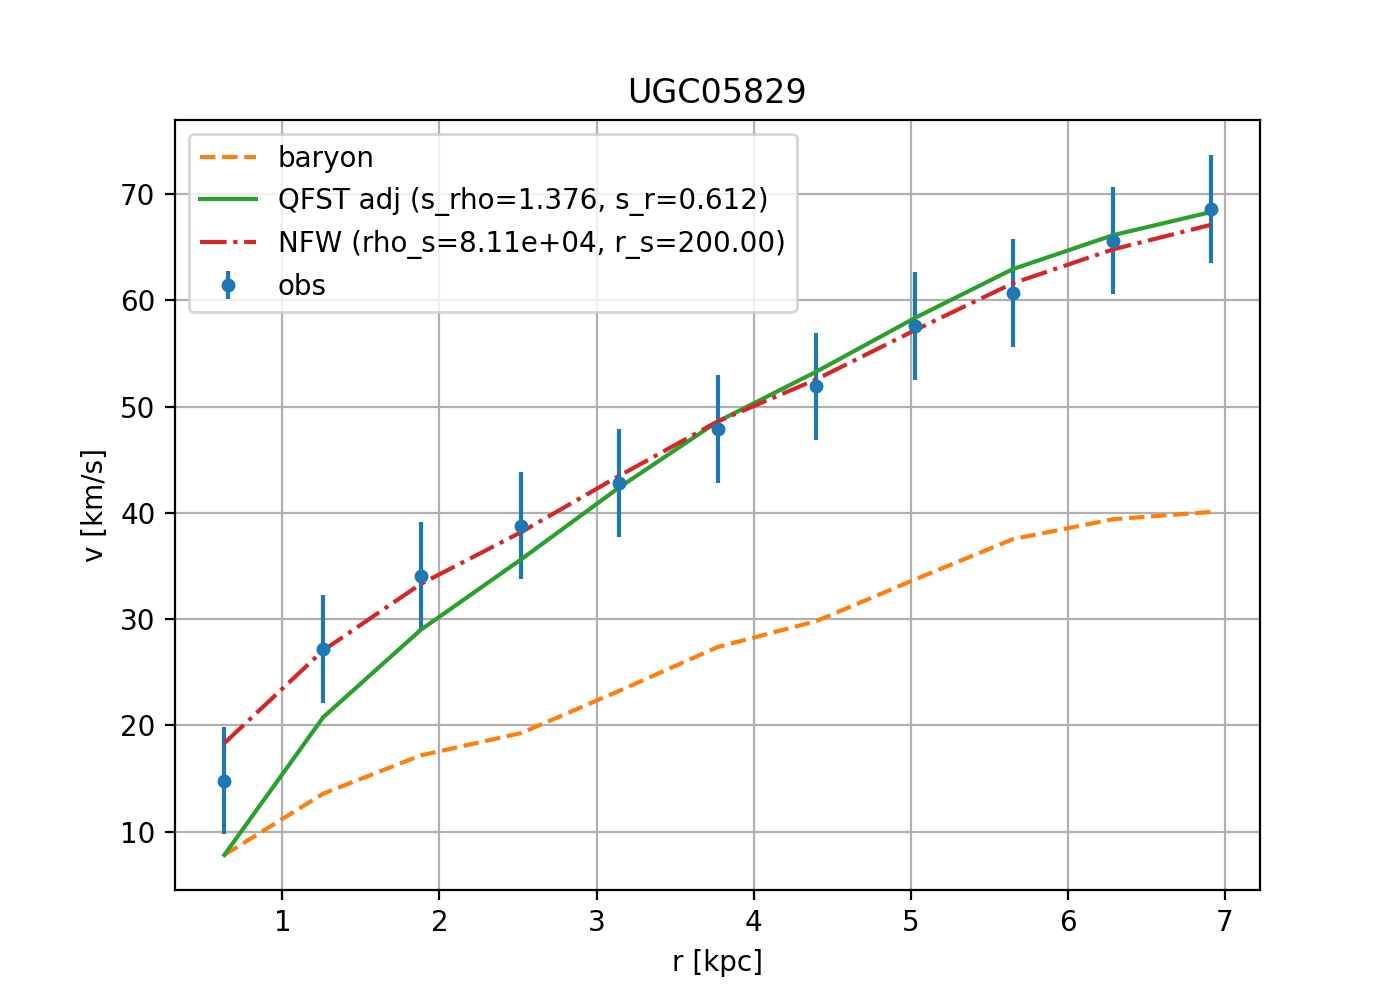 UGC05829
baryon
QFST adj (s_rho=1.376, s_r=0.612)
NFW (rho_s=8.11e+04, r_s=200.00)
obs
70
60
50
40
30
20
10
v [km/s]
1 2 3 4 5 6 7
r [kpc]